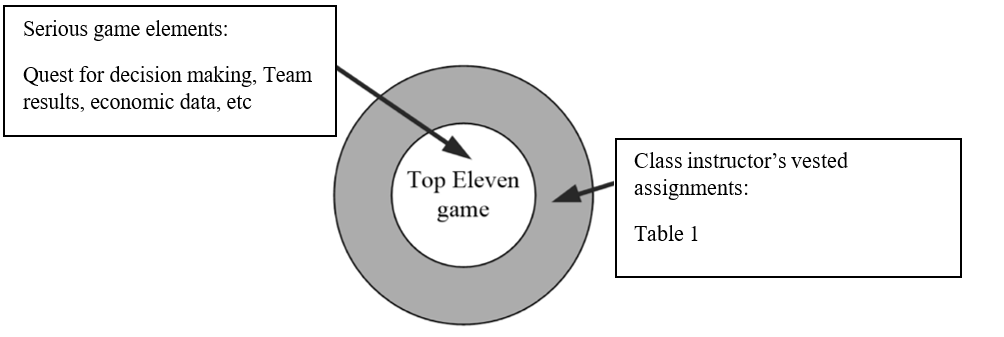 Serious game elements:
Quest for decision making, Team
results, economic data, etc
Top Eleven
game
Class instructor’s vested
assignments:
Table 1